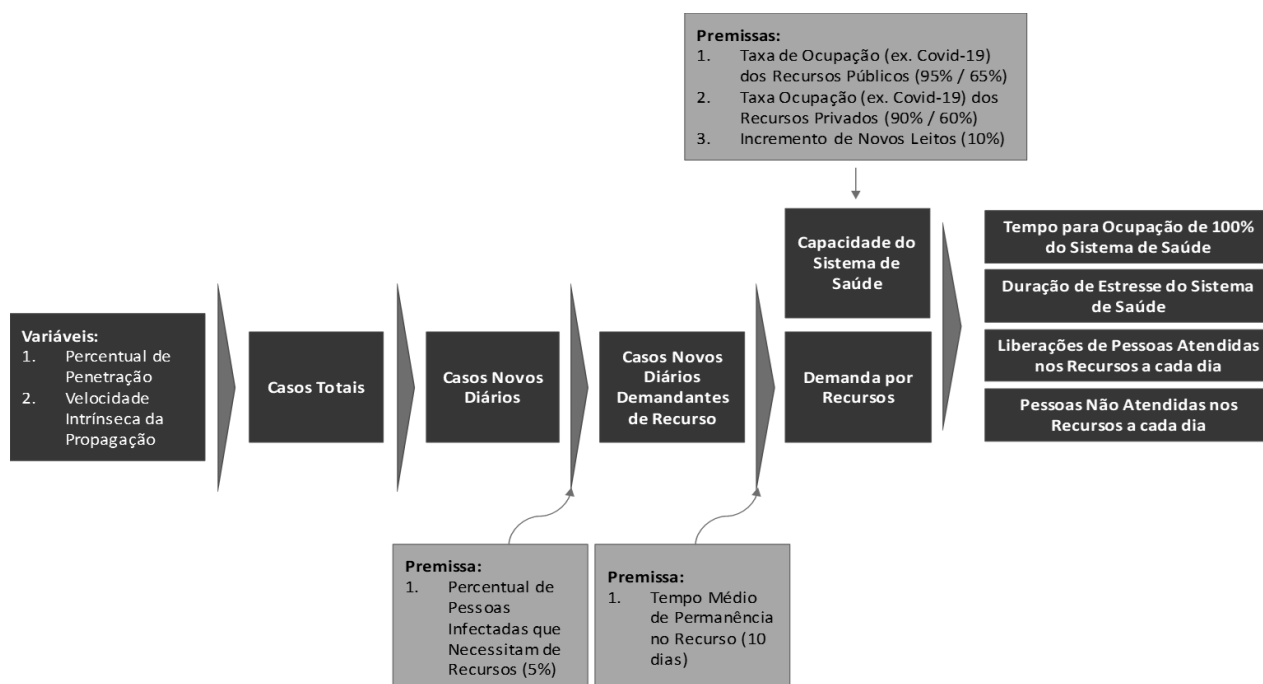 Premissas:
1. Taxa de Ocupação (ex. Covid-19)
dos Recursos Públicos (95% / 65%)
2. Taxa Ocupação (ex. Covid-19) dos
Recursos Privados (90% / 60%)
3. Incremento de Novos Leitos (10%)
Variáveis:
1. Percentual de
Penetração
2. Velocidade
Intrínseca da
Propagação
Casos Totais
Casos Novos
Diários
Casos Novos
Diários
Demandantes
de Recurso
Capacidade do
Sistema de
Saúde
Demanda por
Recursos
Tempo para Ocupação de 100%
do Sistema de Saúde
Duração de Estresse do Sistema
de Saúde
Liberações de Pessoas Atendidas
nos Recursos a cada dia
Pessoas Não Atendidas nos
Recursos a cada dia
Premissa:
1. Percentual de
Pessoas
Infectadas que
Necessitam de
Recursos (5%)
Premissa:
1. Tempo Médio
de Permanência
no Recurso (10
dias)